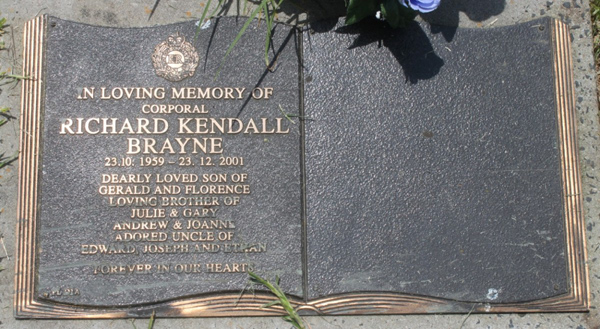 IN LOVING MEMORY OF
CORPORAL
RICHARD KENDALL
BRAYNE
23.10.1959 – 23.12.2001
DEARLY LOVED SON OF
GERALD AND FLORENCE
LOVING BROTHER OF
JULIE & GARY
ANDREW & JOANNE
ADORED UNCLE OF
EDWARD, JOSEPH AND ETHAN
FOREVER IN OUR HEARTS